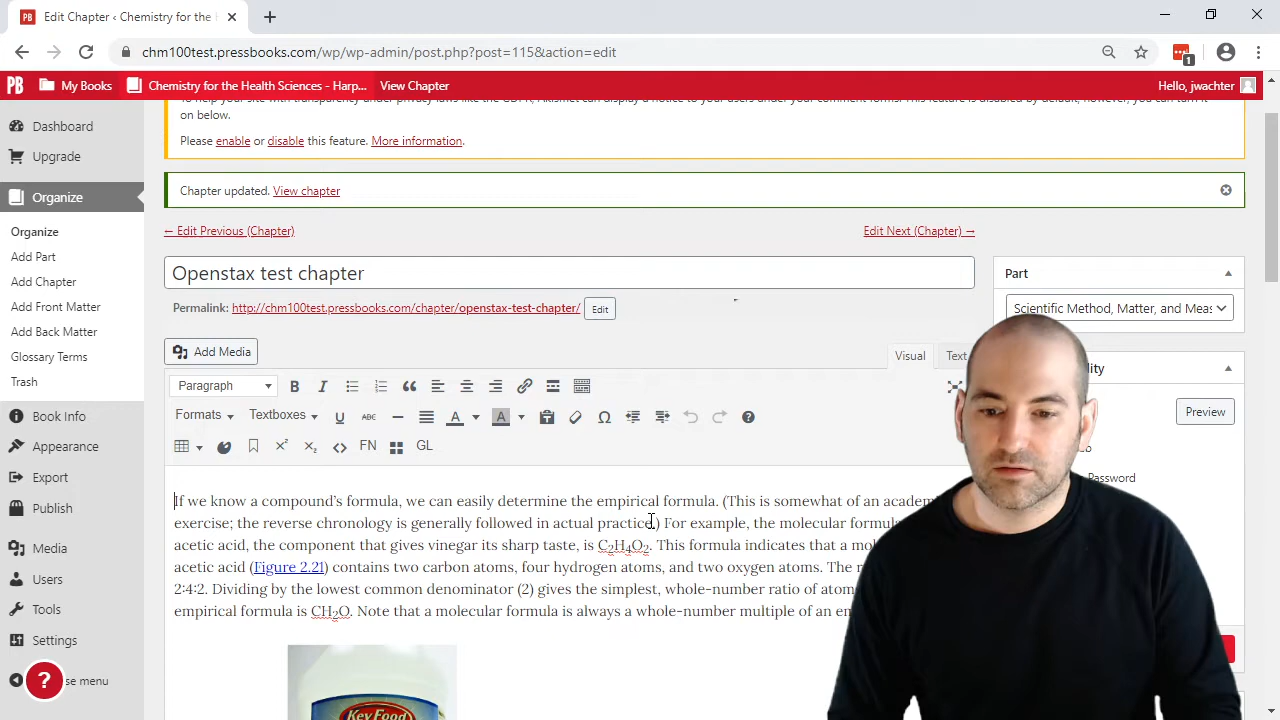 PB Edit Chapter ‹ Chemistry for the H
chm100test.pressbooks.com/wp/wp-admin/post.php?post=115&action=edit
1
PB My Books Chemistry for the Health Sciences - Harp... View Chapter Hello, jwachter
on below.
Please enable or disable this feature. More information.
Chapter updated. View chapter
← Edit Previous (Chapter) Edit Next (Chapter) →
Openstax test chapter
Permalink: http://chm100test.pressbooks.com/chapter/openstax-test-chapter/ Edit
Add Media
Visual Text
Paragraph B I
Formats Textboxes U ABC A A Ω ?
X² X₂ <> FN GL
If we know a compound's formula, we can easily determine the empirical formula. (This is somewhat of an academ
exercise; the reverse chronology is generally followed in actual practice.) For example, the molecular formul
acetic acid, the component that gives vinegar its sharp taste, is C₂H₄O₂. This formula indicates that a mol
acetic acid (Figure 2.21) contains two carbon atoms, four hydrogen atoms, and two oxygen atoms. The r
2:4:2. Dividing by the lowest common denominator (2) gives the simplest, whole-number ratio of atom
empirical formula is CH₂O. Note that a molecular formula is always a whole-number multiple of an em
Key Food
Dashboard
Upgrade
Organize
Organize
Add Part
Add Chapter
Add Front Matter
Add Back Matter
Glossary Terms
Trash
Book Info
Appearance
Export
Publish
Media
Users
Tools
Settings
? se menu
Part
Scientific Method, Matter, and Meas
Preview
Password